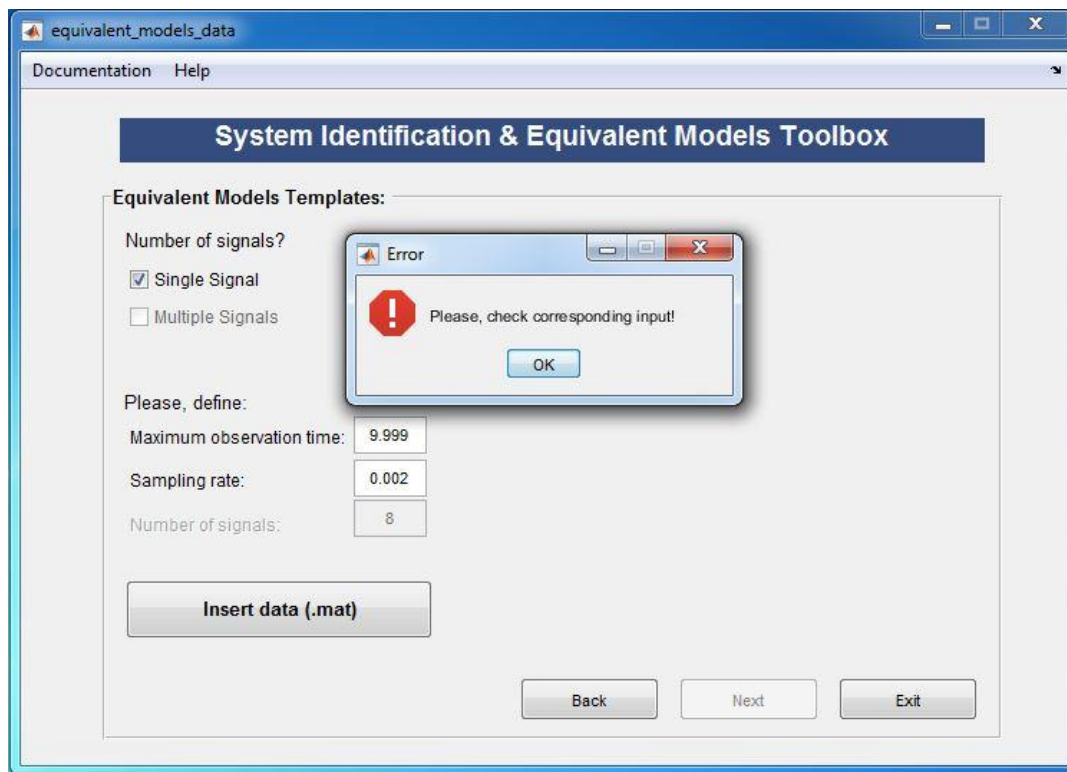 equivalent_models_data
Documentation Help
System Identification & Equivalent Models Toolbox
Equivalent Models Templates:
Number of signals?
Single Signal
Multiple Signals
Error
Please, check corresponding input!
OK
Please, define:
Maximum observation time: 9.999
Sampling rate: 0.002
Number of signals: 8
Insert data (.mat)
Back Next Exit